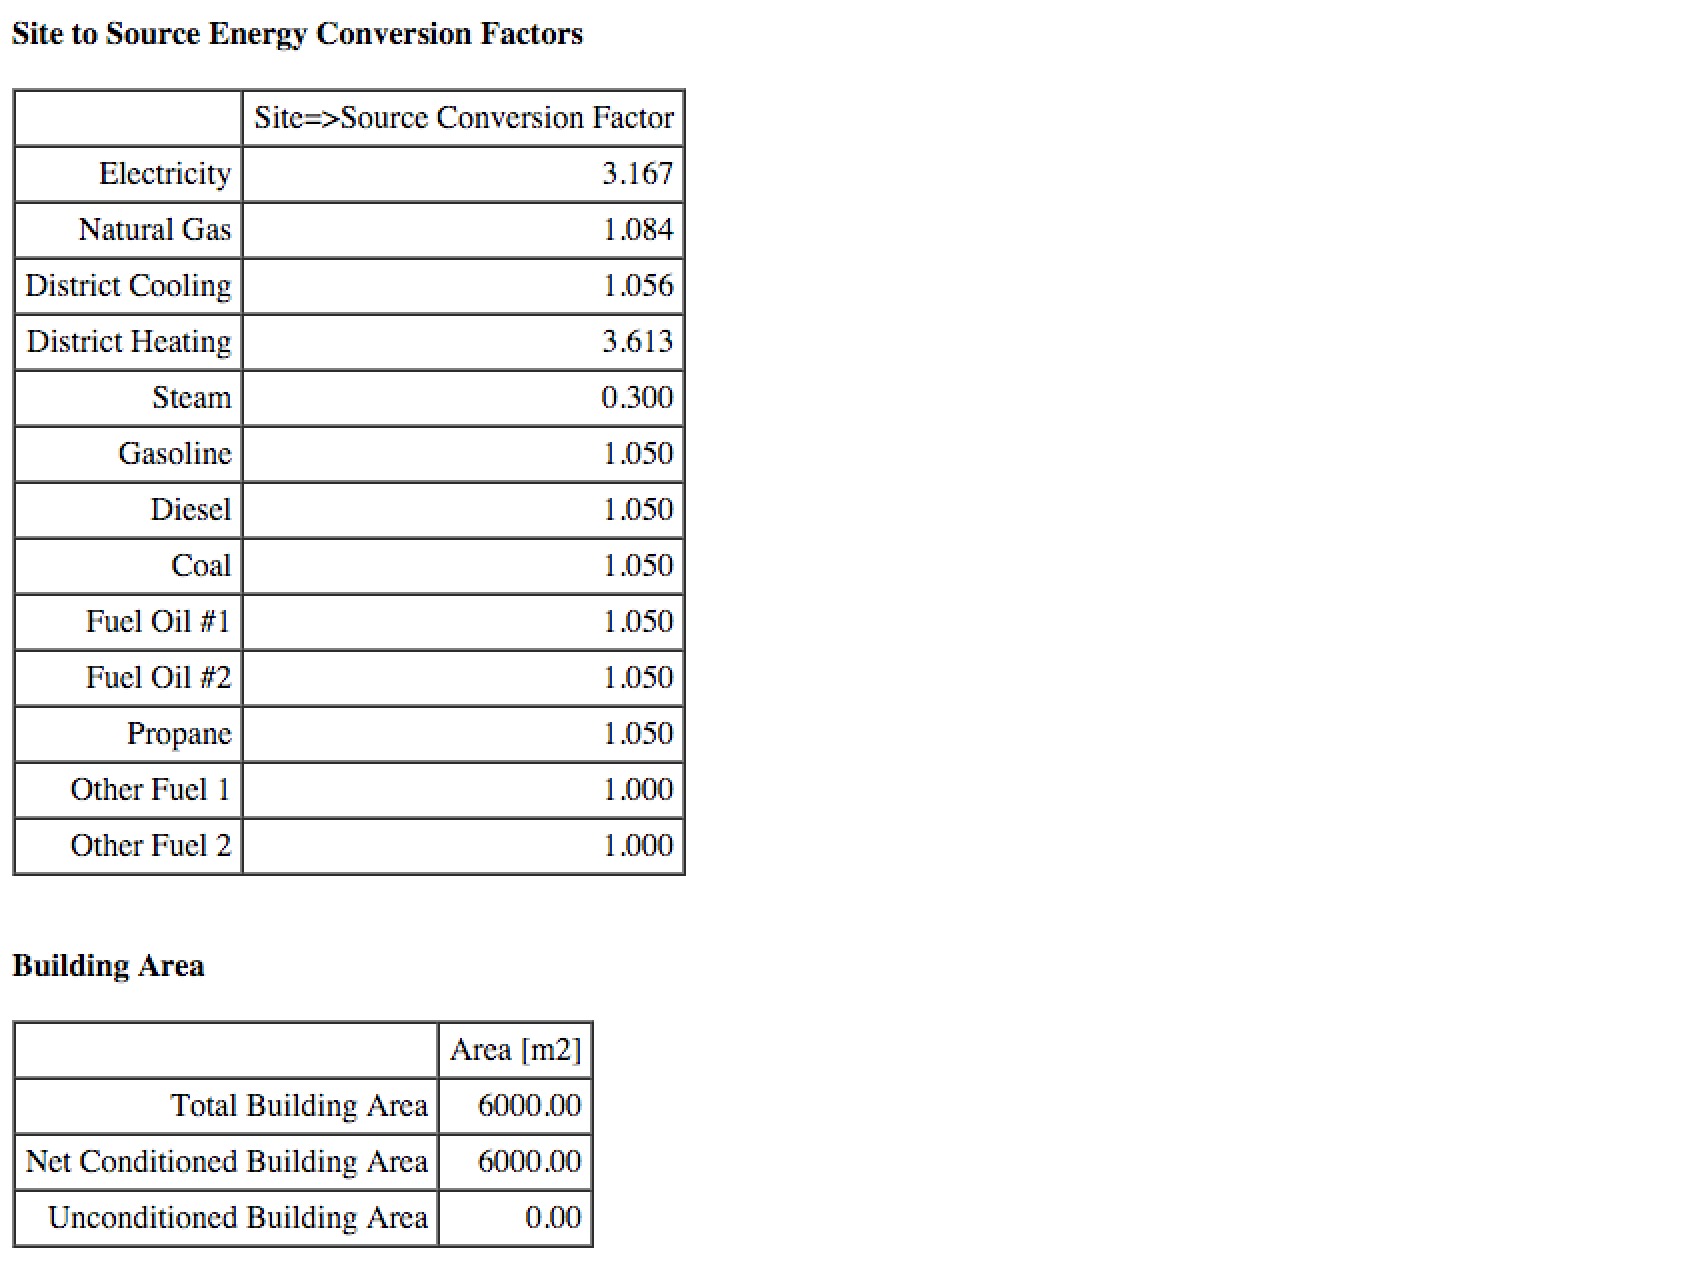 Site to Source Energy Conversion Factors
Site=>Source Conversion Factor
Electricity 3.167
Natural Gas 1.084
District Cooling 1.056
District Heating 3.613
Steam 0.300
Gasoline 1.050
Diesel 1.050
Coal 1.050
Fuel Oil #1 1.050
Fuel Oil #2 1.050
Propane 1.050
Other Fuel 1 1.000
Other Fuel 2 1.000
Building Area
Area [m2]
Total Building Area 6000.00
Net Conditioned Building Area 6000.00
Unconditioned Building Area 0.00